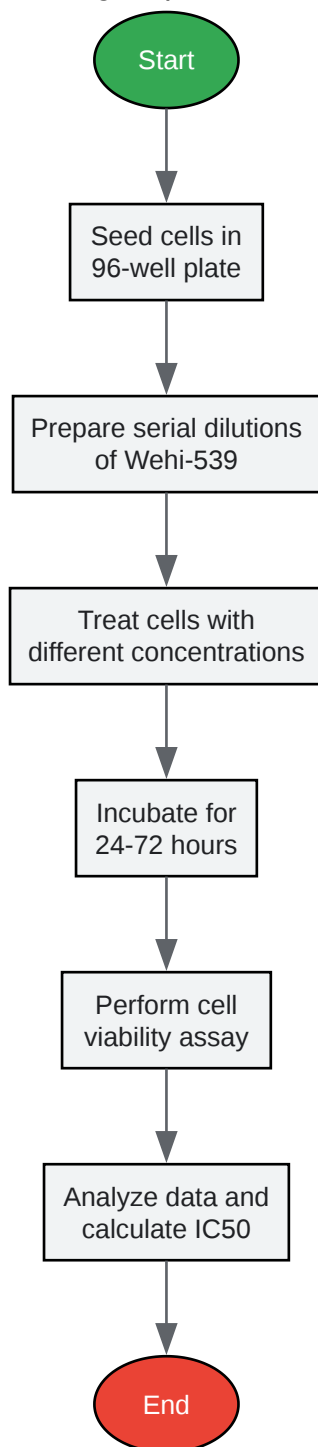 Start
Seed cells in
96-well plate
Prepare serial dilutions
of Wehi-539
Treat cells with
different concentrations
Incubate for
24-72 hours
Perform cell
viability assay
Analyze data and
calculate IC50
End